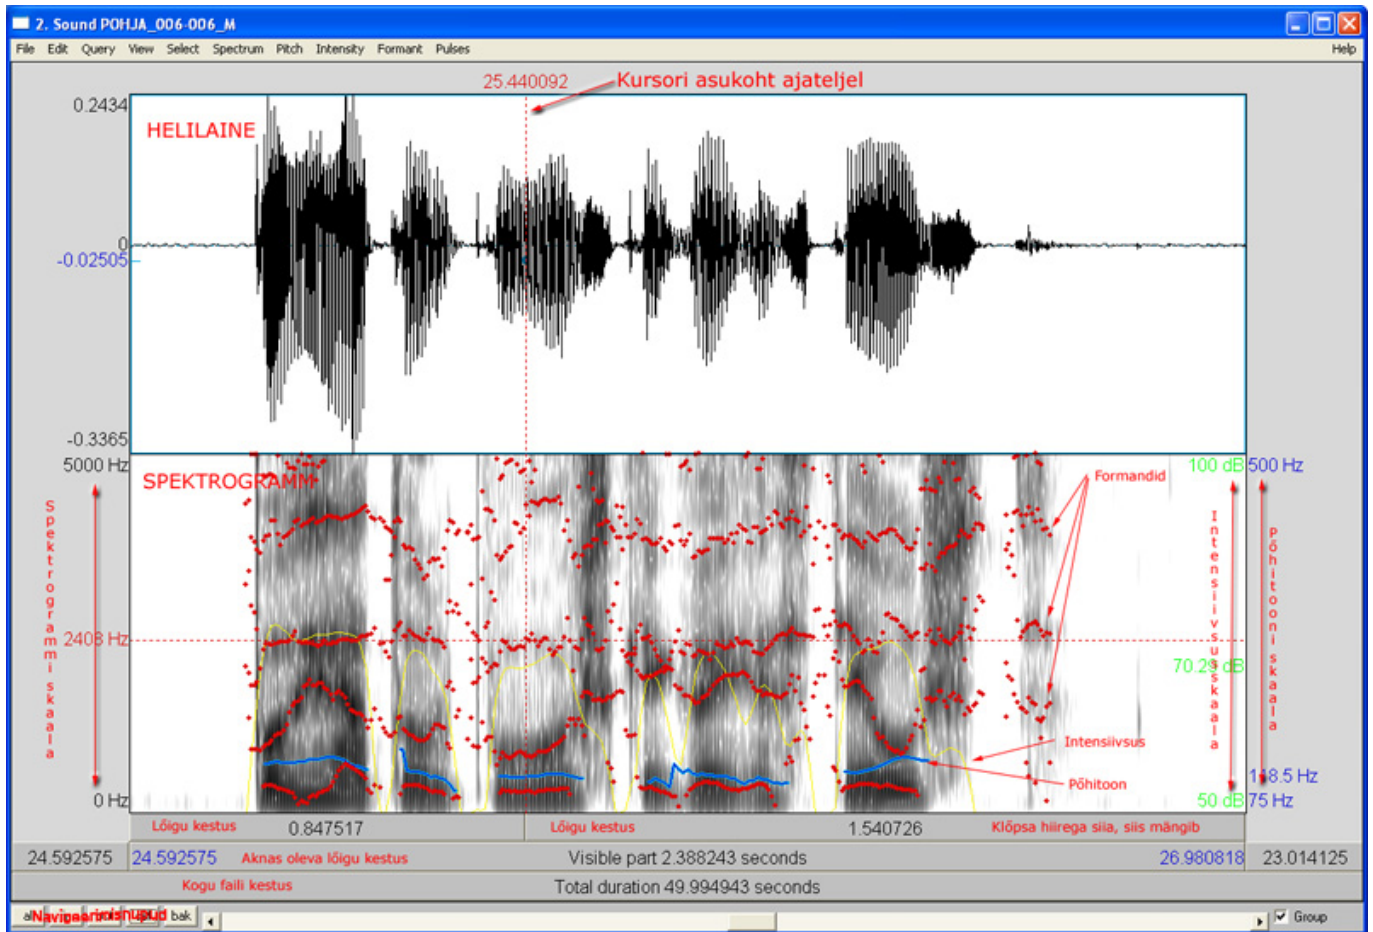 2. Sound POHJA_006-006_M
File Edit Query View Select Spectrum Pitch Intensity Formant Pulses Help
25.440092 Kursori asukoht ajateljel
0.2434
HELILAINE
0
-0.02505
-0.3365
5000 Hz
SPEKTROGRAMM
100 dB 500 Hz
Formandid
Spektrogrammi skaala
Intensiivsusskaala
Põhitooni skaala
2408 Hz
70.29 dB
Intensiivsus
Põhitoon
0 Hz
50 dB 75 Hz
Lõigu kestus 0.847517 Lõigu kestus 1.540726 Klõpsa hiirega siia, siis mängib
24.592575 24.592575 Aknas oleva lõigu kestus Visible part 2.388243 seconds 26.980818 23.014125
Kogu faili kestus Total duration 49.994943 seconds
bak Group